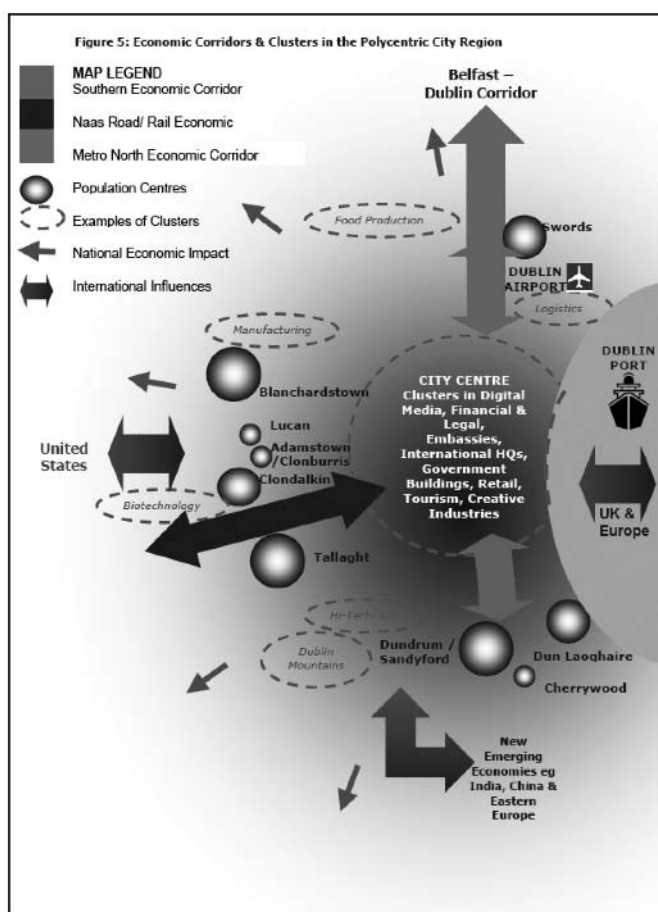 Figure 5: Economic Corridors & Clusters in the Polycentric City Region
MAP LEGEND
Southern Economic Corridor
Naas Road/ Rail Economic
Metro North Economic Corridor
Population Centres
Examples of Clusters
National Economic Impact
International Influences
Belfast –
Dublin Corridor
Food Production
Swords
DUBLIN
AIRPORT
Logistics
Manufacturing
Blanchardstown
DUBLIN
PORT
CITY CENTRE
Clusters in Digital
Media, Financial &
Legal,
Embassies,
International HQs,
Government
Buildings, Retail,
Tourism, Creative
Industries
Lucan
Adamstown
/Clonburris
Clondalkin
United
States
Biotechnology
UK &
Europe
Tallaght
Dublin
Mountains
Dundrum /
Sandyford
Dun Laoghaire
Cherrywood
New
Emerging
Economies eg
India, China &
Eastern
Europe